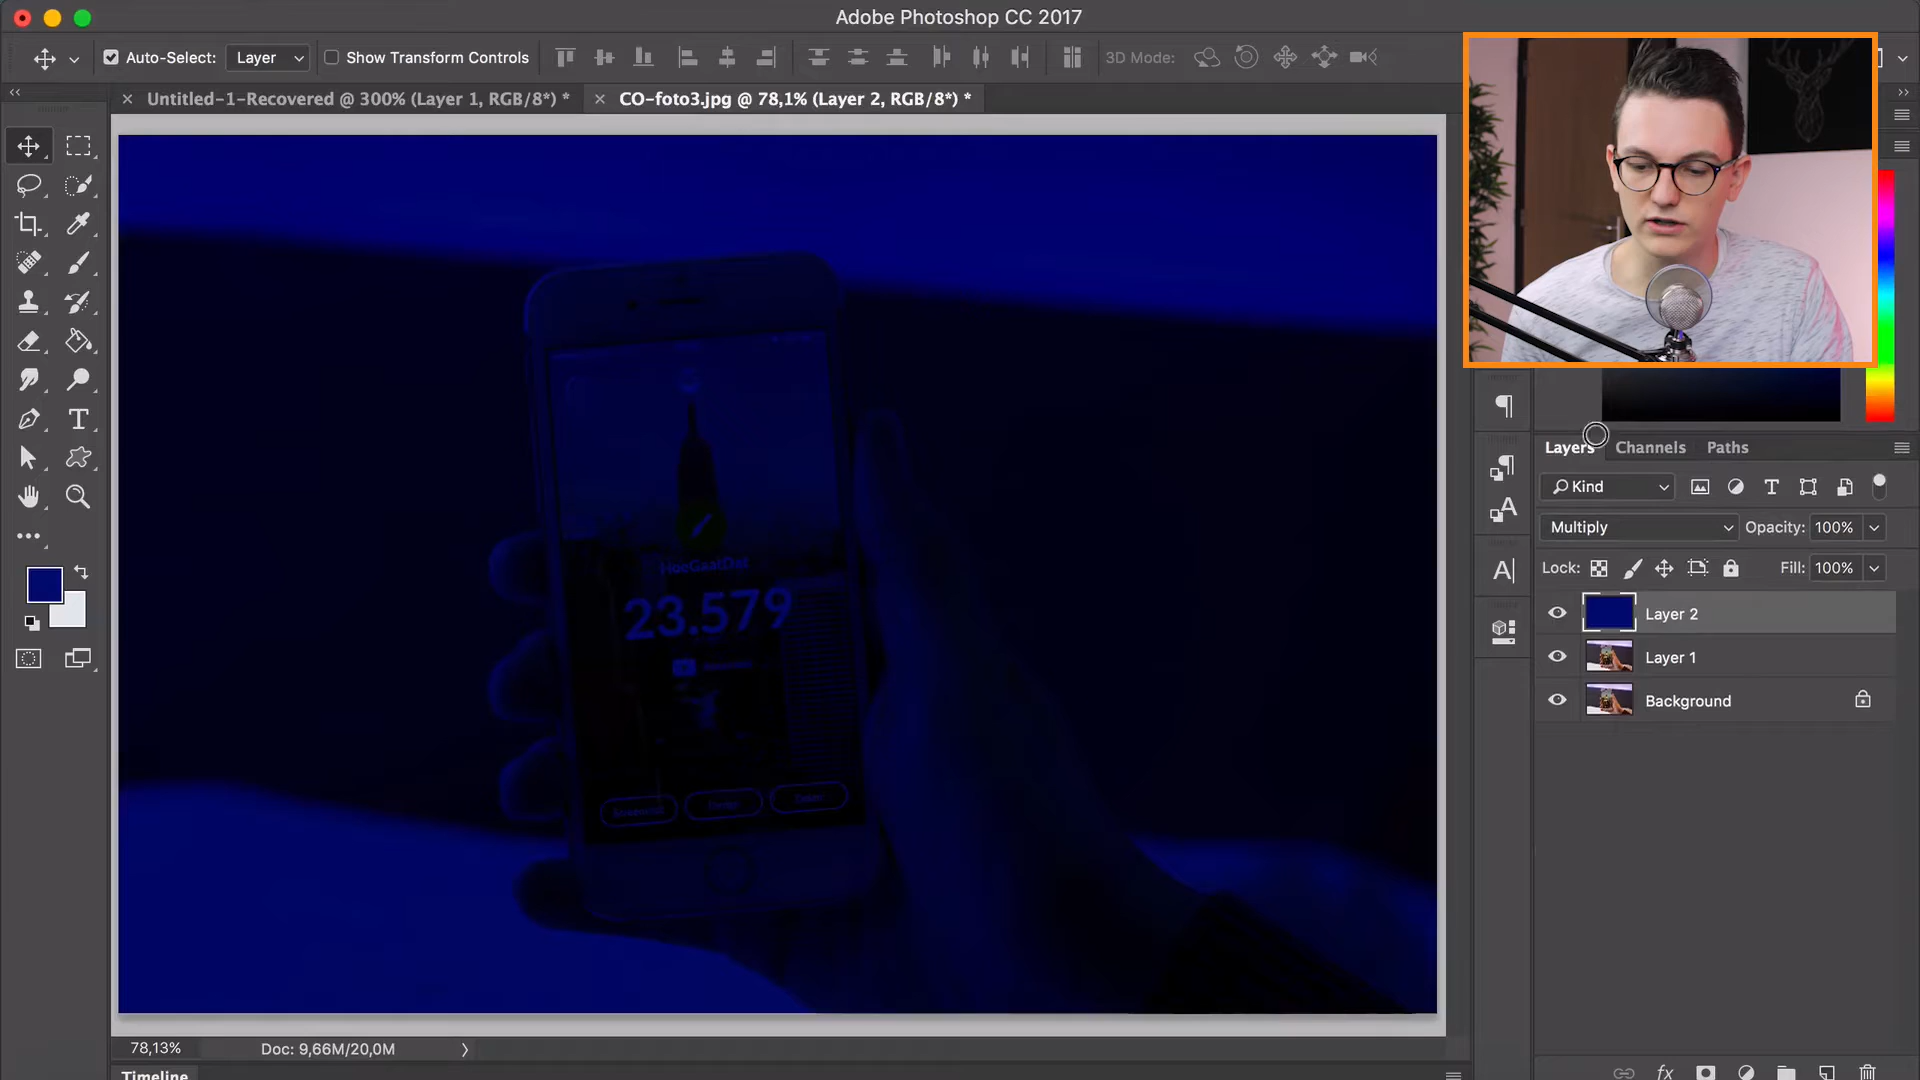 Adobe Photoshop CC 2017
Auto-Select: Layer Show Transform Controls 3D Mode:
Untitled-1-Recovered @ 300% (Layer 1, RGB/8*) * CO-foto3.jpg @ 78,1% (Layer 2, RGB/8*) *
HoeGaatDat
23.579
Layers Channels Paths
Kind
Multiply Opacity: 100%
Lock: Fill: 100%
Layer 2
Layer 1
Background
78,13% Doc: 9,66M/20,0M
Timeline
fx